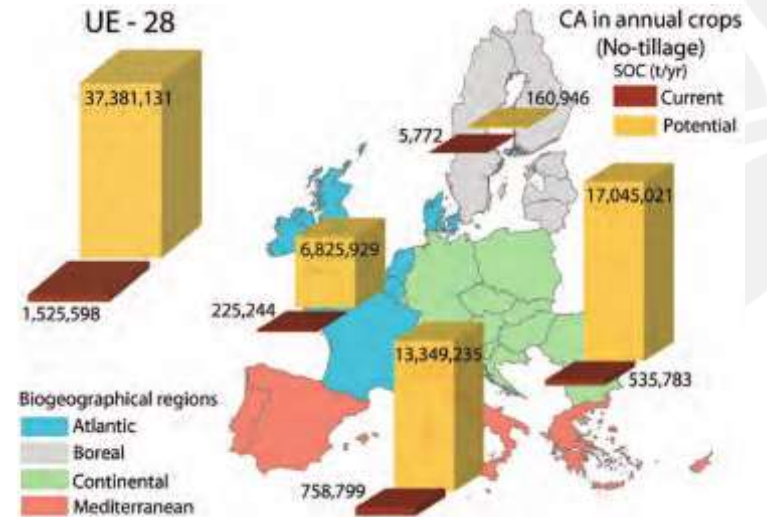 UE - 28
37,381,131
1,525,598
CA in annual crops
(No-tillage)
SOC (t/yr)
Current
Potential
160,946
5,772
17,045,021
535,783
6,825,929
225,244
13,349,235
758,799
Biogeographical regions
Atlantic
Boreal
Continental
Mediterranean